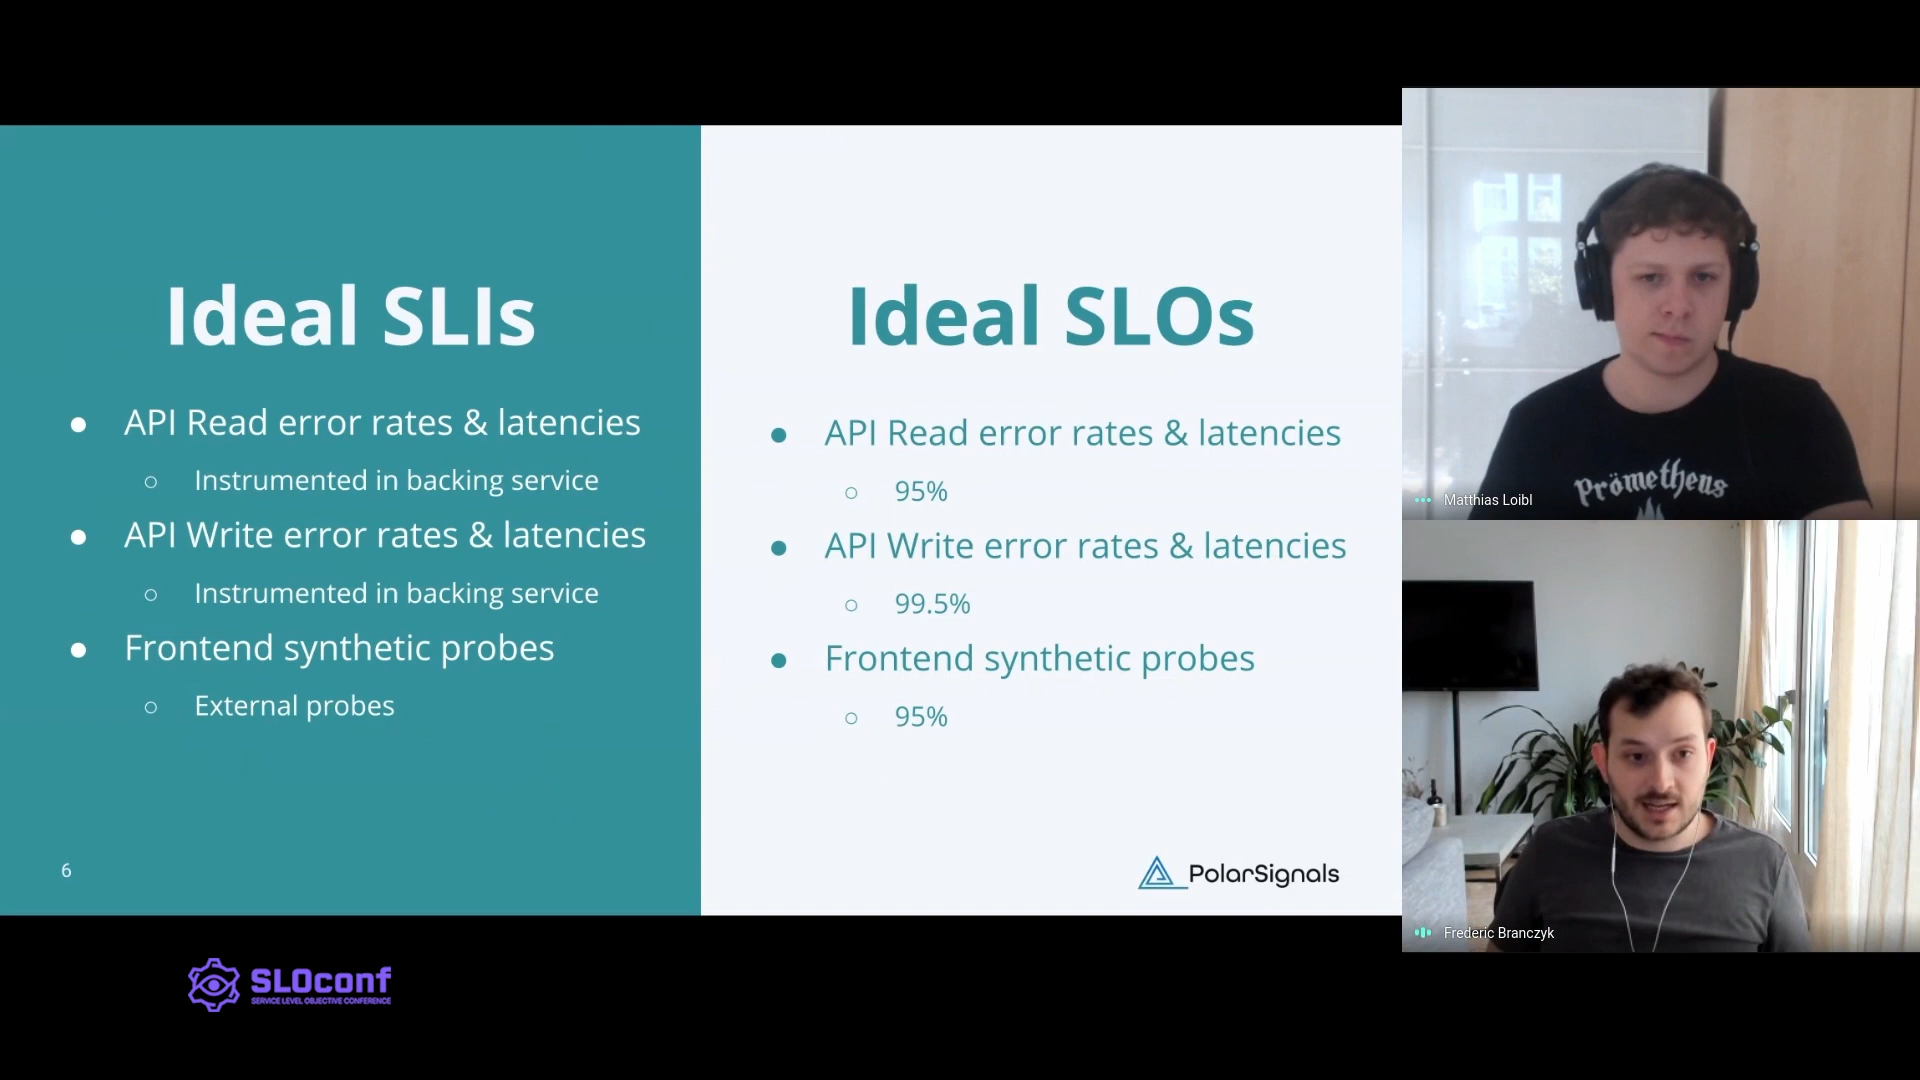 Ideal SLIs
● API Read error rates & latencies
○ Instrumented in backing service
● API Write error rates & latencies
○ Instrumented in backing service
● Frontend synthetic probes
○ External probes
6
Ideal SLOs
● API Read error rates & latencies
○ 95%
● API Write error rates & latencies
○ 99.5%
● Frontend synthetic probes
○ 95%
PolarSignals
Prömetheus
Matthias Loibl
Frederic Branczyk
SLOconf
SERVICE LEVEL OBJECTIVE CONFERENCE